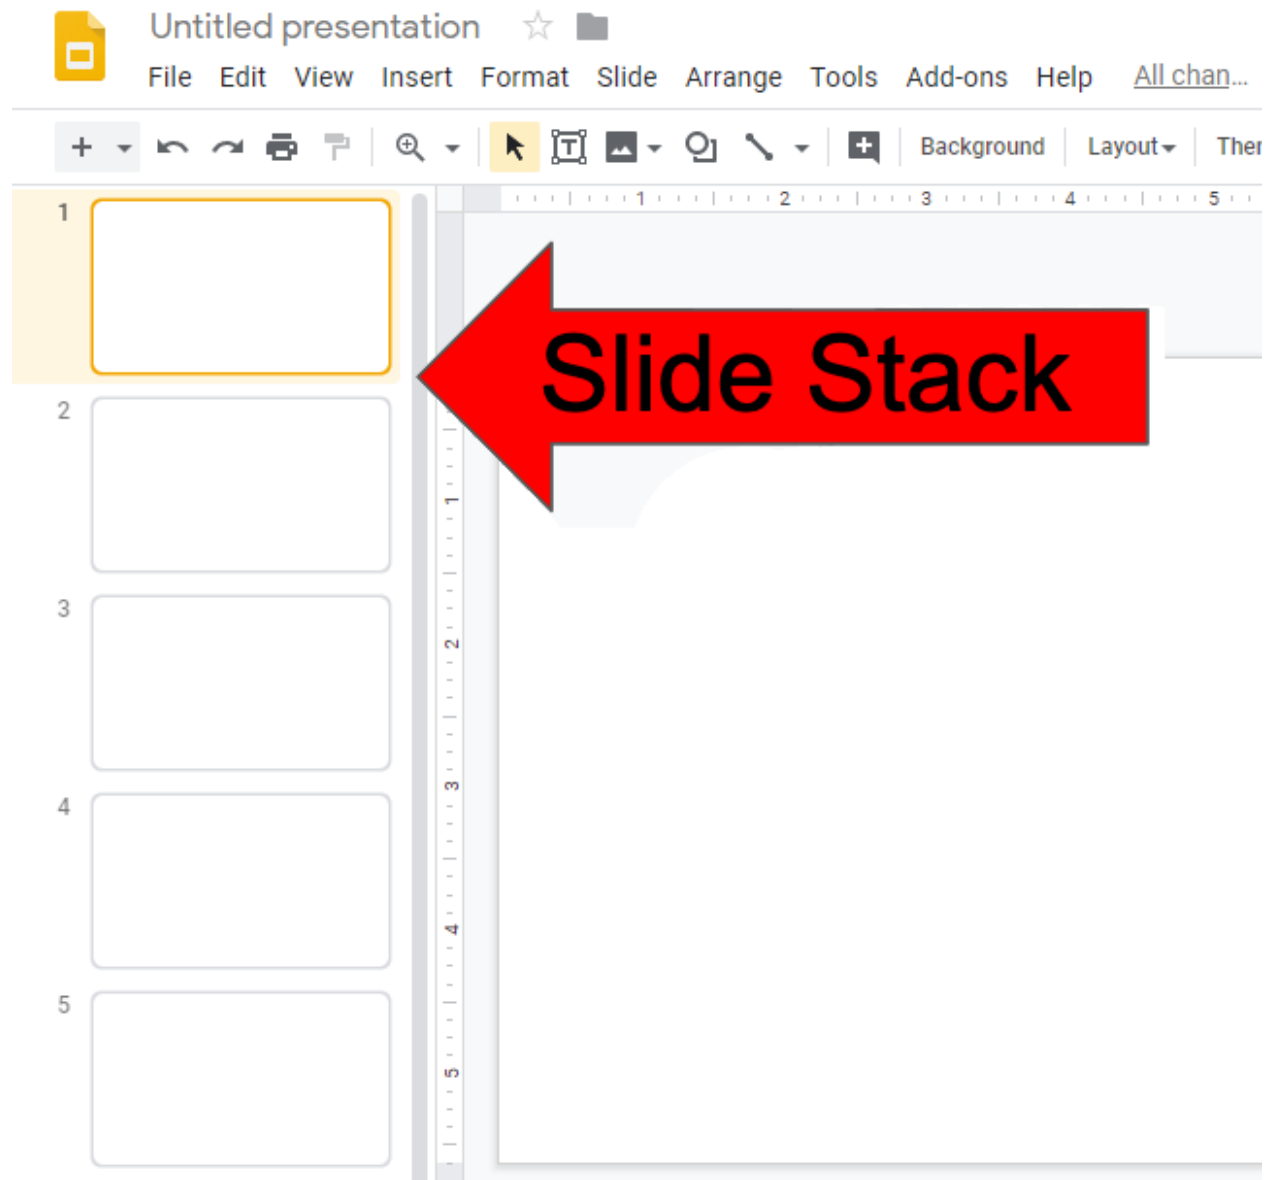 Untitled presentation
File Edit View Insert Format Slide Arrange Tools Add-ons Help All chan...
Background Layout Ther
1 2 3 4 5
1
Slide Stack
2
1
3
2
3
4
4
5
5